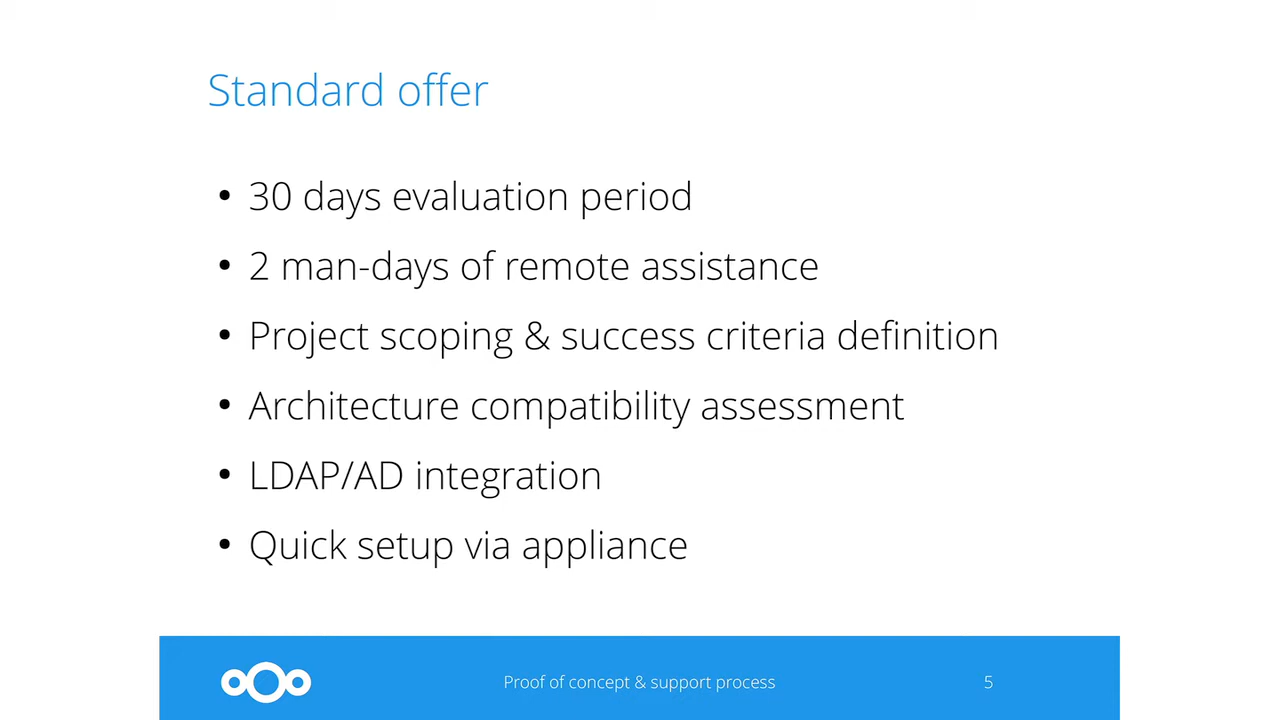 Standard offer
• 30 days evaluation period
• 2 man-days of remote assistance
• Project scoping & success criteria definition
• Architecture compatibility assessment
• LDAP/AD integration
• Quick setup via appliance
Proof of concept & support process
5